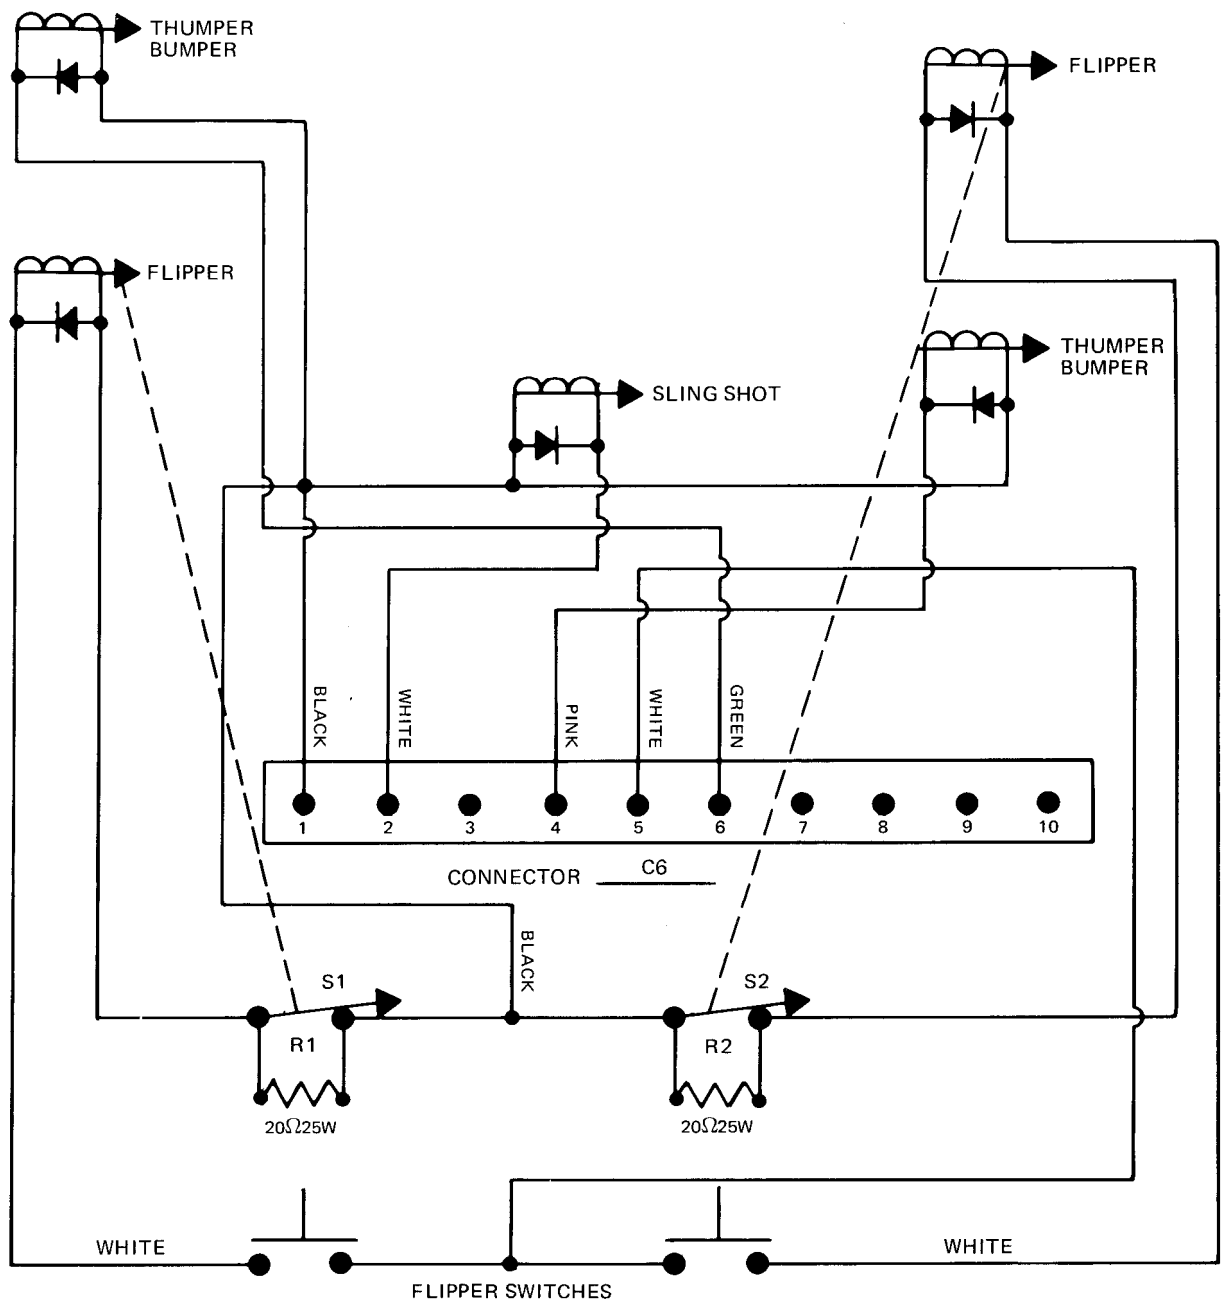 THUMPER
BUMPER
FLIPPER
FLIPPER
THUMPER
BUMPER
SLING SHOT
BLACK
WHITE
PINK
WHITE
GREEN
1 2 3 4 5 6 7 8 9 10
CONNECTOR C6
BLACK
S1
S2
R1
R2
20Ω25W
20Ω25W
WHITE
WHITE
FLIPPER SWITCHES